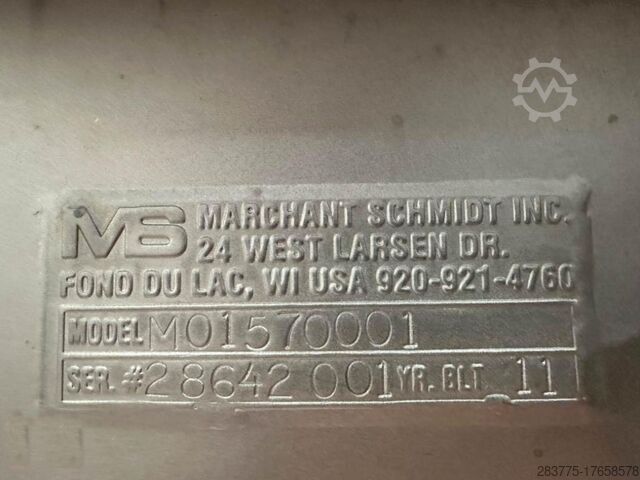 MS MARCHANT SCHMIDT INC.
24 WEST LARSEN DR.
FOND DU LAC, WI USA 920-921-4760
MODEL M01570001
SER. #28642 001 YR. BLT. 11
283775-17658578